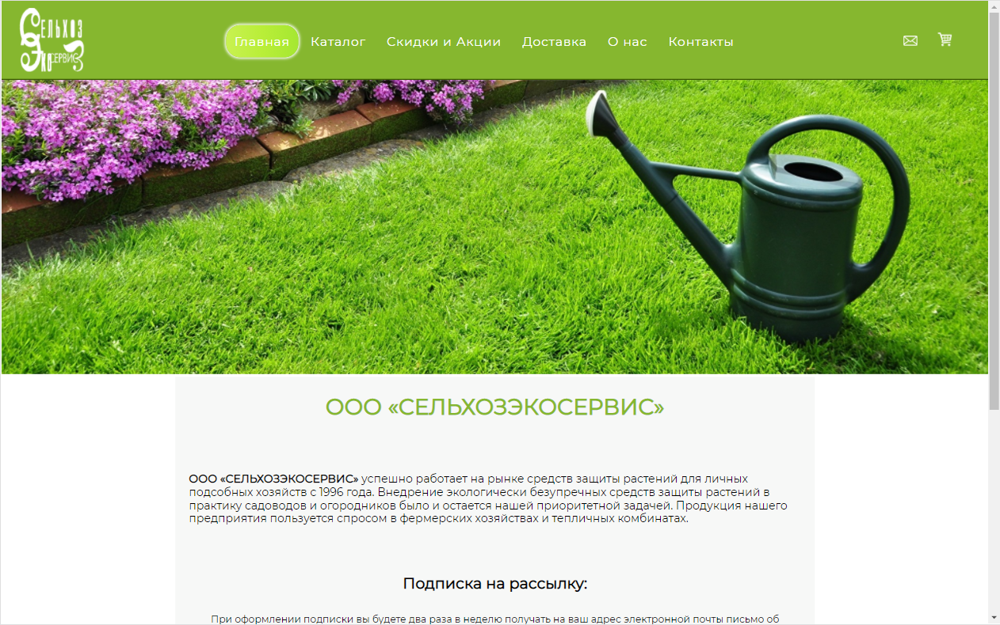 Сельхоз
Экосервис
Главная Каталог Скидки и Акции Доставка О нас Контакты
ООО «СЕЛЬХОЗЭКОСЕРВИС»
ООО «СЕЛЬХОЗЭКОСЕРВИС» успешно работает на рынке средств защиты растений для личных
подсобных хозяйств с 1996 года. Внедрение экологически безупречных средств защиты растений в
практику садоводов и огородников было и остается нашей приоритетной задачей. Продукция нашего
предприятия пользуется спросом в фермерских хозяйствах и тепличных комбинатах.
Подписка на рассылку:
При оформлении подписки вы будете два раза в неделю получать на ваш адрес электронной почты письмо об